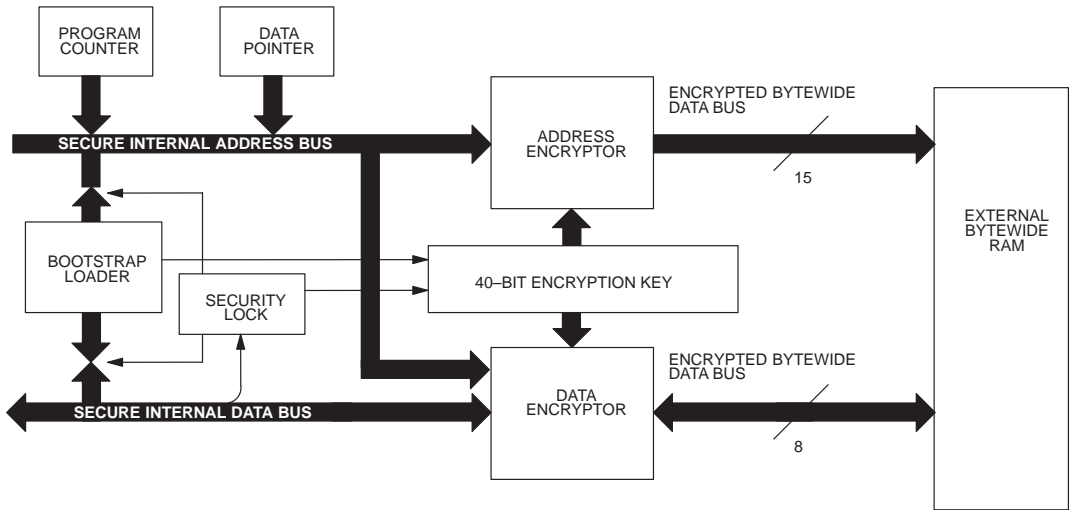 PROGRAM
COUNTER
DATA
POINTER
ENCRYPTED BYTEWIDE
DATA BUS
SECURE INTERNAL ADDRESS BUS
ADDRESS
ENCRYPTOR
15
EXTERNAL
BYTEWIDE
RAM
BOOTSTRAP
LOADER
40–BIT ENCRYPTION KEY
SECURITY
LOCK
ENCRYPTED BYTEWIDE
DATA BUS
DATA
ENCRYPTOR
SECURE INTERNAL DATA BUS
8